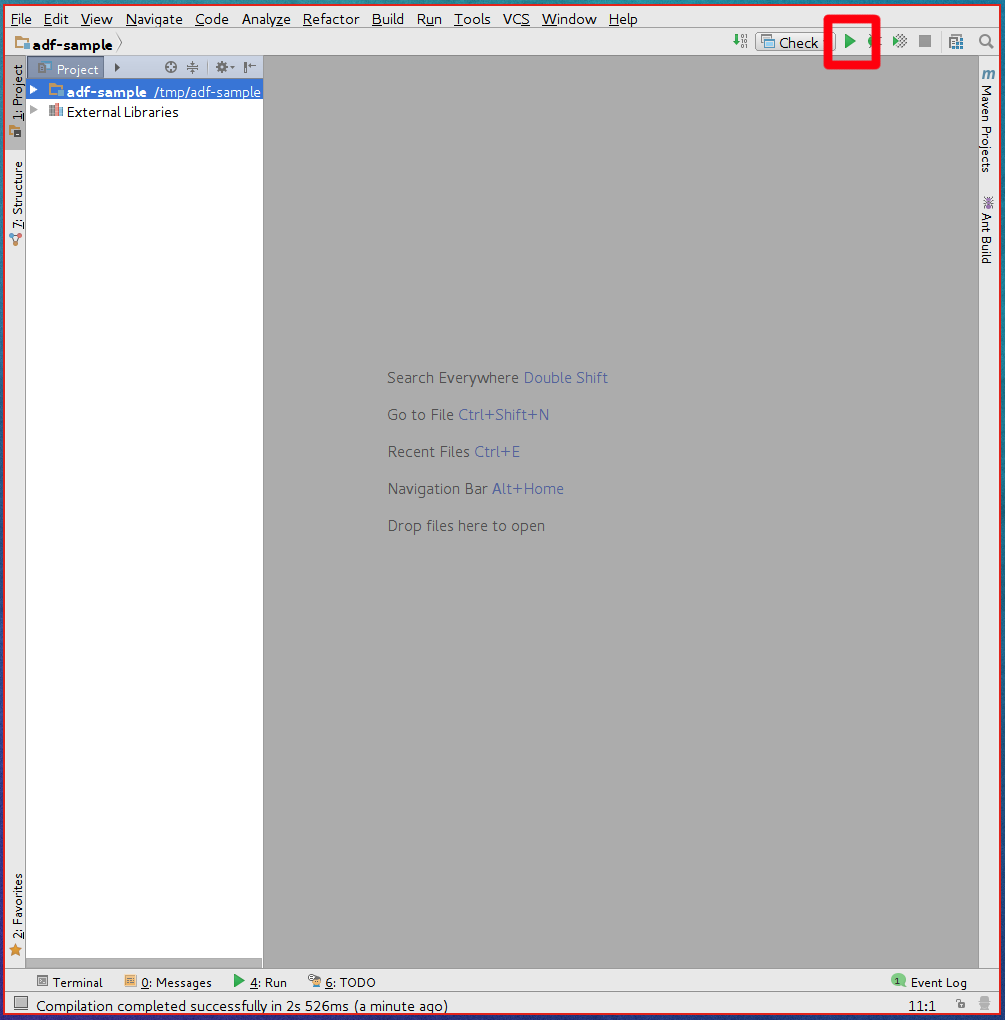 File Edit View Navigate Code Analyze Refactor Build Run Tools VCS Window Help
adf-sample
Check
1: Project
Project
adf-sample /tmp/adf-sample
External Libraries
7: Structure
m Maven Projects
Ant Build
Search Everywhere Double Shift
Go to File Ctrl+Shift+N
Recent Files Ctrl+E
Navigation Bar Alt+Home
Drop files here to open
2: Favorites
Terminal 0: Messages 4: Run 6: TODO 1 Event Log
Compilation completed successfully in 2s 526ms (a minute ago) 11:1